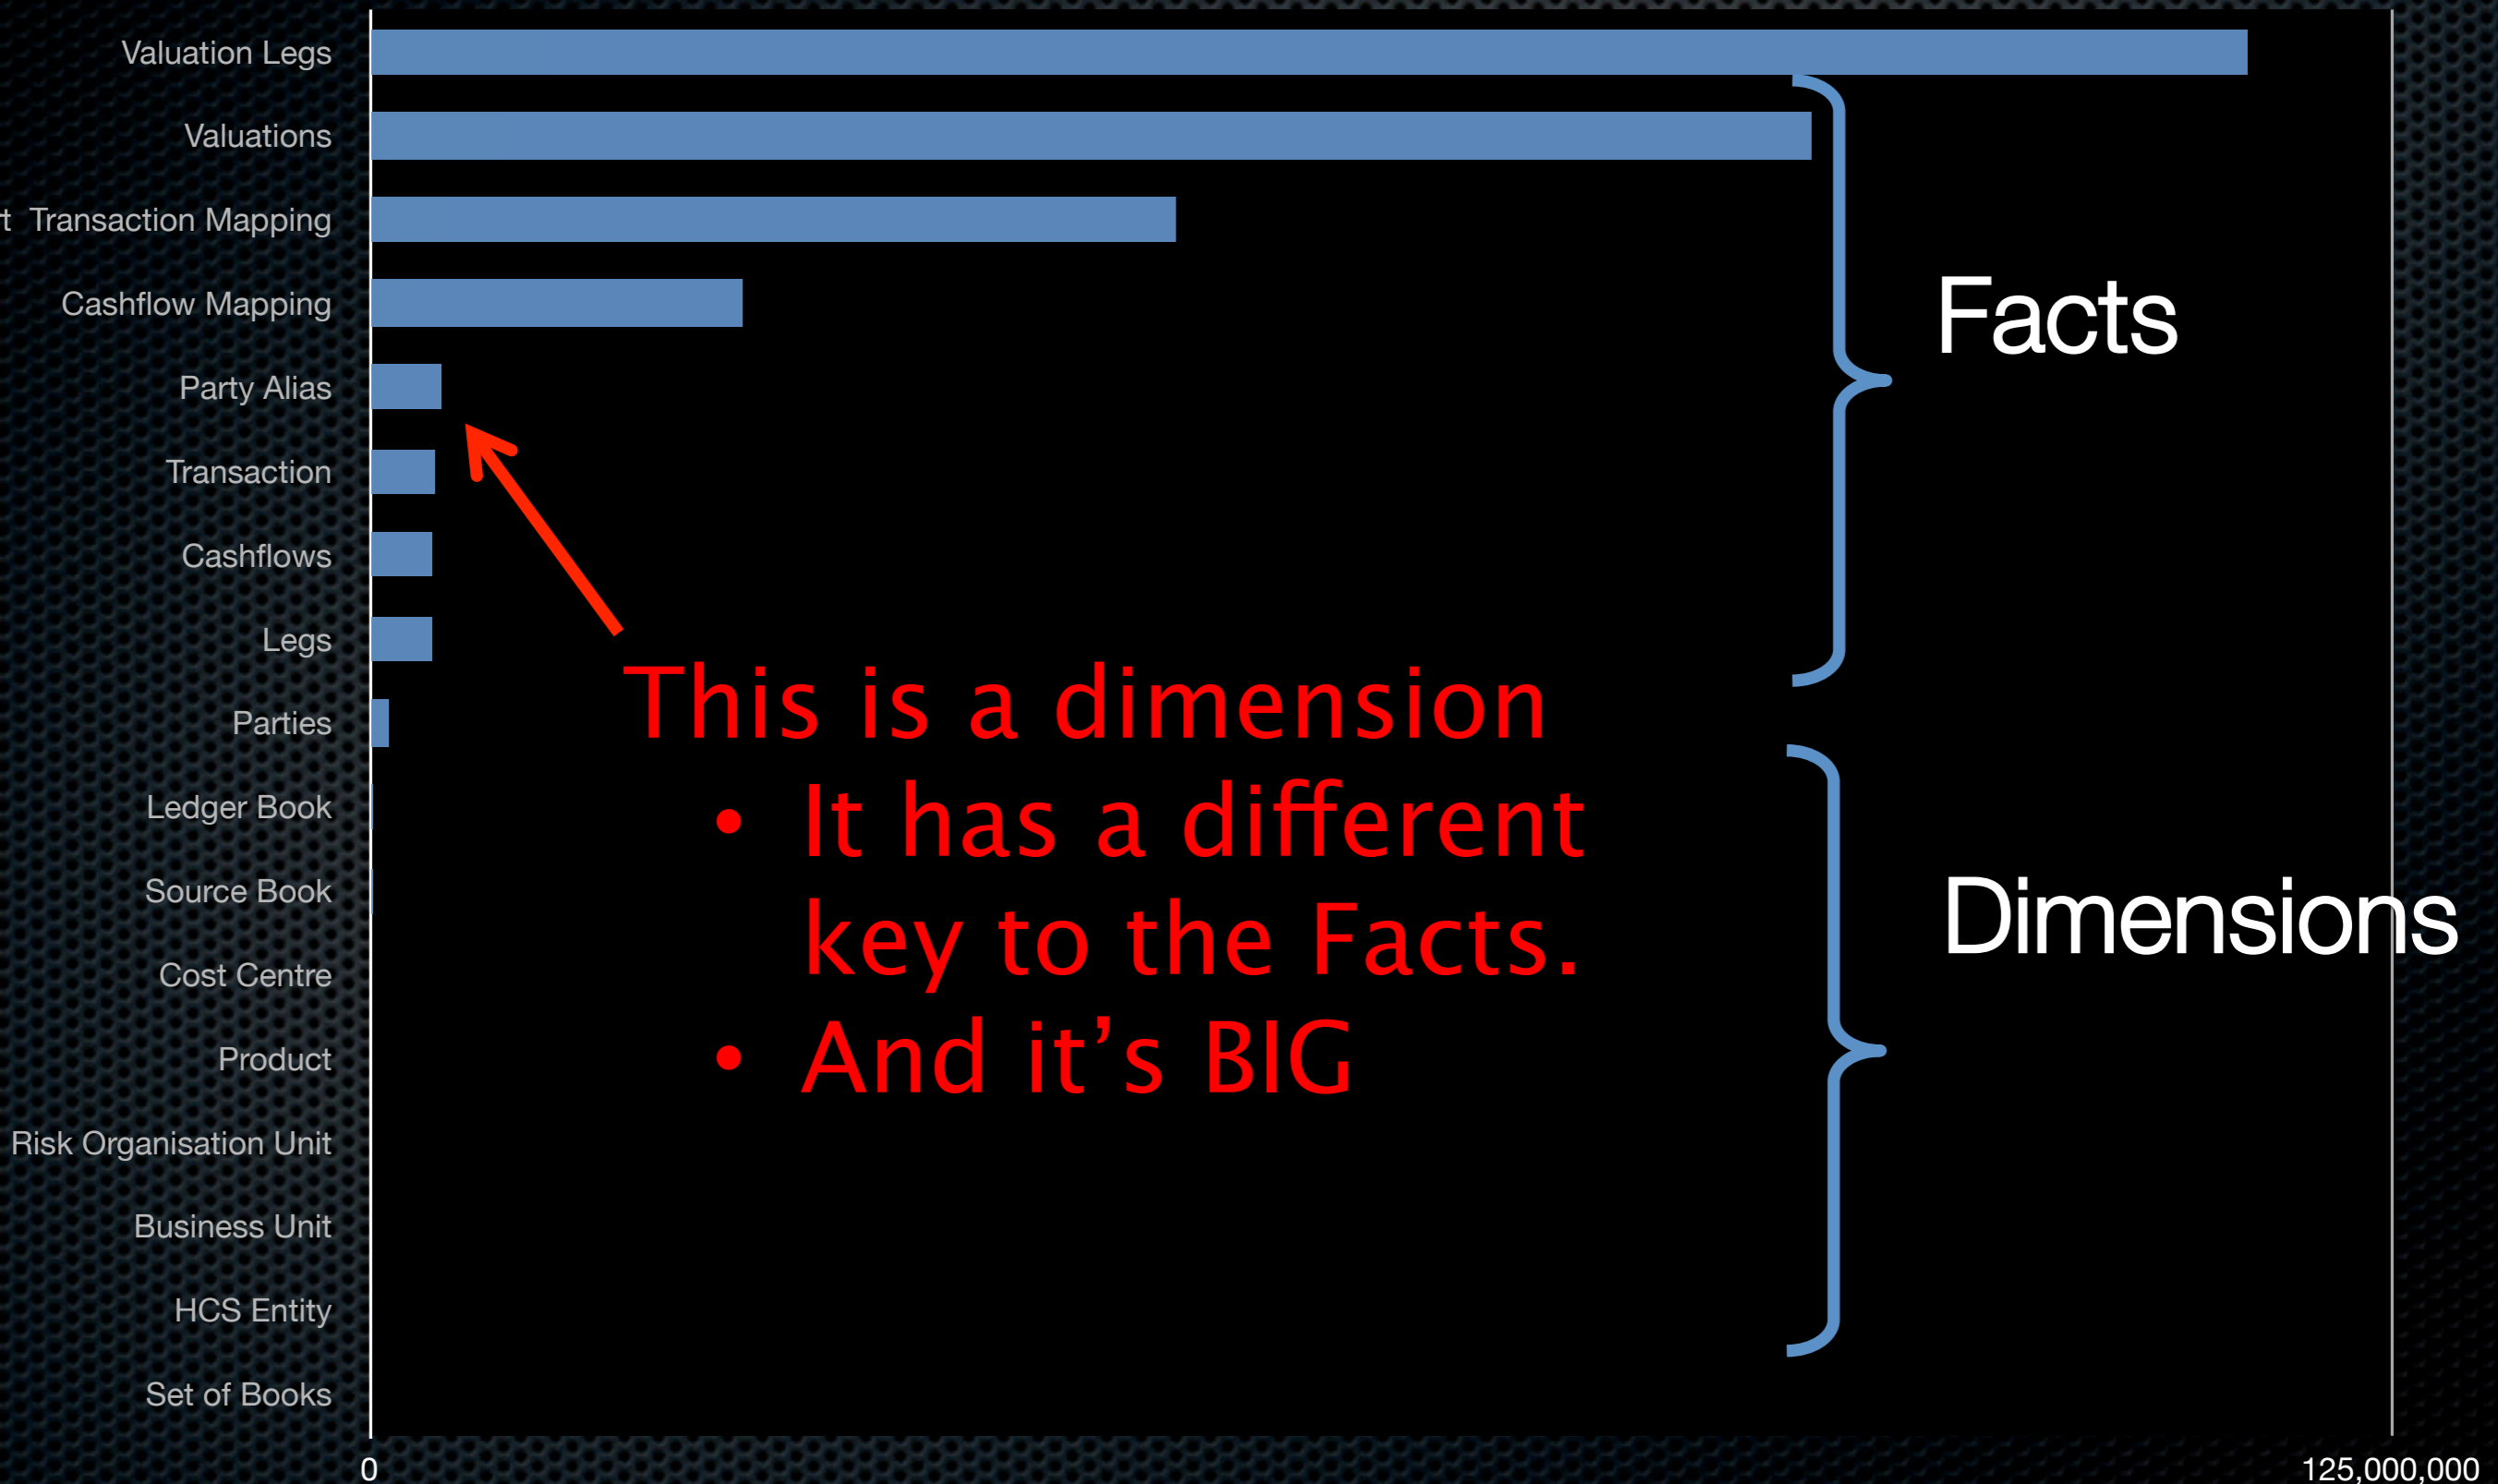 Valuation Legs
Valuations
t Transaction Mapping
Cashflow Mapping
Party Alias
Transaction
Cashflows
Legs
Parties
Ledger Book
Source Book
Cost Centre
Product
Risk Organisation Unit
Business Unit
HCS Entity
Set of Books
0
125,000,000
Facts
Dimensions
This is a dimension
• It has a different
key to the Facts.
• And it’s BIG